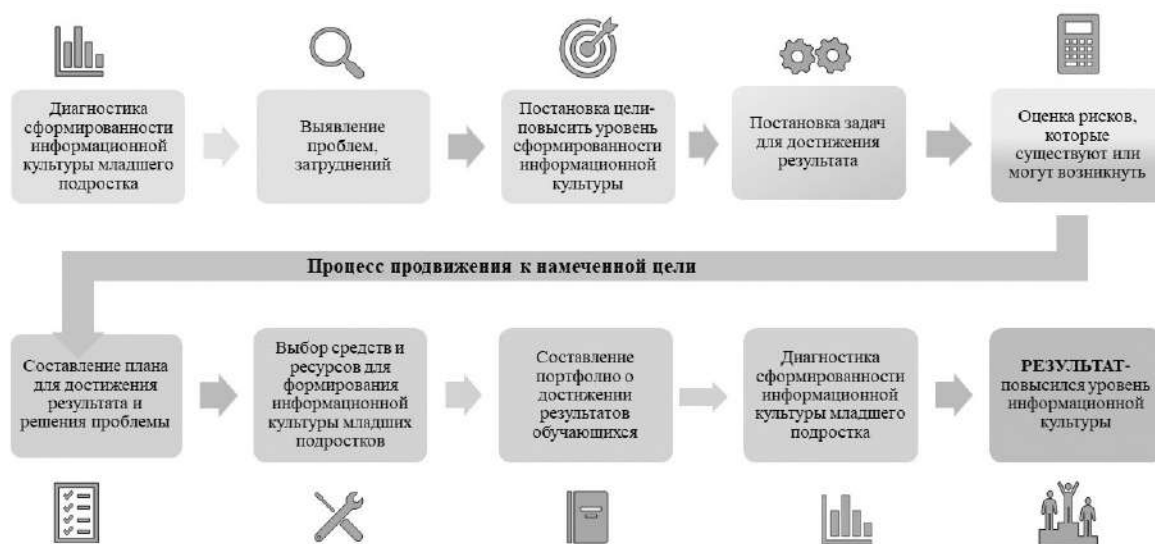 Диагностика
сформированности
информационной
культуры младшего
подростка
Выявление
проблем,
затруднений
Постановка цели-
повысить уровень
сформированности
информационной
культуры
Постановка задач
для достижения
результата
Оценка рисков,
которые
существуют или
могут возникнуть
Процесс продвижения к намеченной цели
Составление плана
для достижения
результата и
решения проблемы
Выбор средств и
ресурсов для
формирования
информационной
культуры младших
подростков
Составление
портфолио о
достижении
результатов
обучающихся
Диагностика
сформированности
информационной
культуры младшего
подростка
РЕЗУЛЬТАТ-
повысился уровень
информационной
культуры